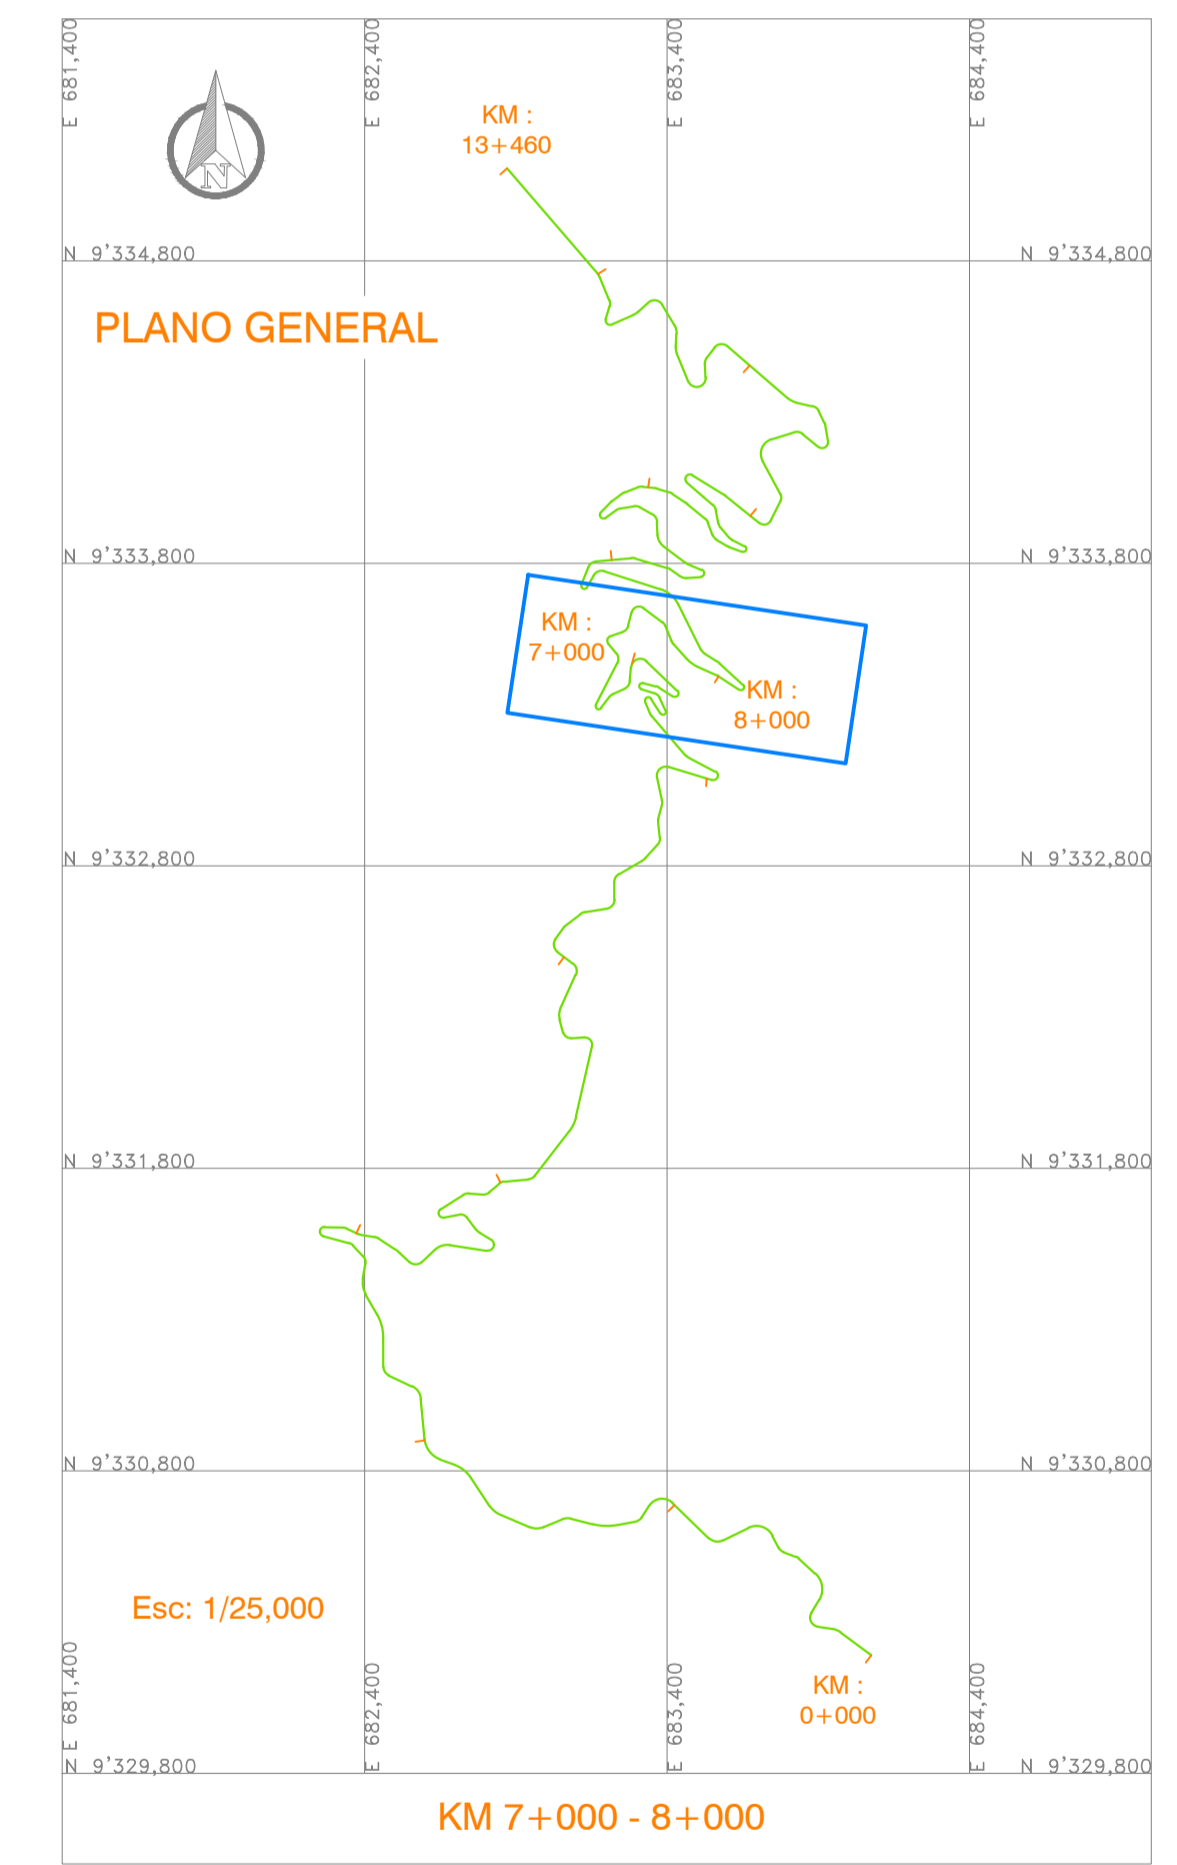 E 681,400
E 682,400
E 683,400
E 684,400
N
KM :
13+460
N 9'334,800
N 9'334,800
PLANO GENERAL
N 9'333,800
N 9'333,800
KM :
7+000
KM :
8+000
N 9'332,800
N 9'332,800
N 9'331,800
N 9'331,800
N 9'330,800
N 9'330,800
Esc: 1/25,000
KM :
0+000
E 681,400
E 682,400
E 683,400
E 684,400
N 9'329,800
N 9'329,800
KM 7+000 - 8+000